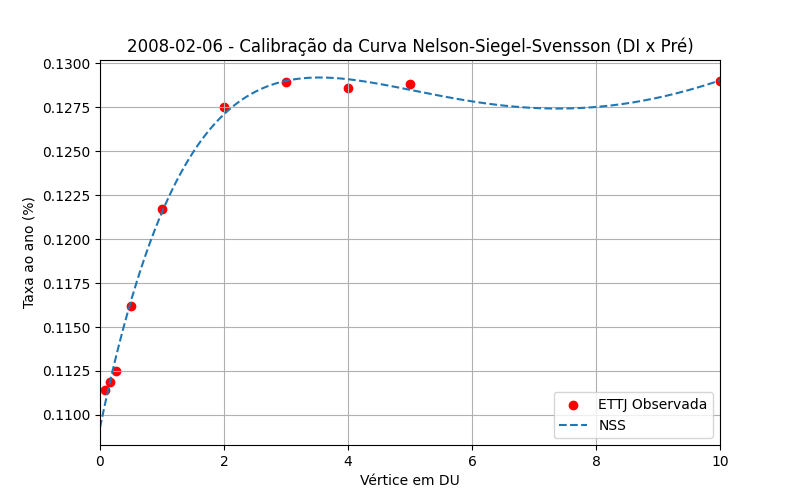 2008-02-06 - Calibração da Curva Nelson-Siegel-Svensson (DI x Pré)
0.1300
0.1275
0.1250
0.1225
0.1200
0.1175
0.1150
0.1125
0.1100
Taxa ao ano (%)
ETTJ Observada
NSS
0 2 4 6 8 10
Vértice em DU